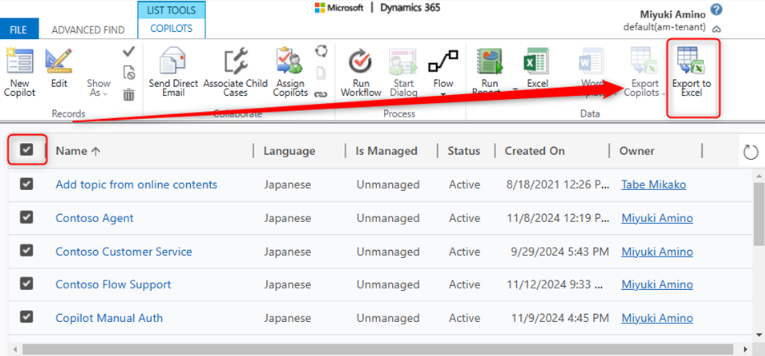 Microsoft | Dynamics 365
Miyuki Amino
default(am-tenant)
FILE
ADVANCED FIND
LIST TOOLS
COPILOTS
New Copilot
Edit
Show As
Send Direct Email
Associate Child Cases
Assign Copilots
Run Workflow
Start Dialog
Flow
Run
Excel
Export Copilots
Export to Excel
Records
Process
Data
Name
Language
Is Managed
Status
Created On
Owner
Add topic from online contents Japanese Unmanaged Active 8/18/2021 12:26 P... Tabe Mikako
Contoso Agent Japanese Unmanaged Active 11/8/2024 12:19 P... Miyuki Amino
Contoso Customer Service Japanese Unmanaged Active 9/29/2024 5:43 PM Miyuki Amino
Contoso Flow Support Japanese Unmanaged Active 11/12/2024 9:33 ... Miyuki Amino
Copilot Manual Auth Japanese Unmanaged Active 11/9/2024 4:45 PM Miyuki Amino